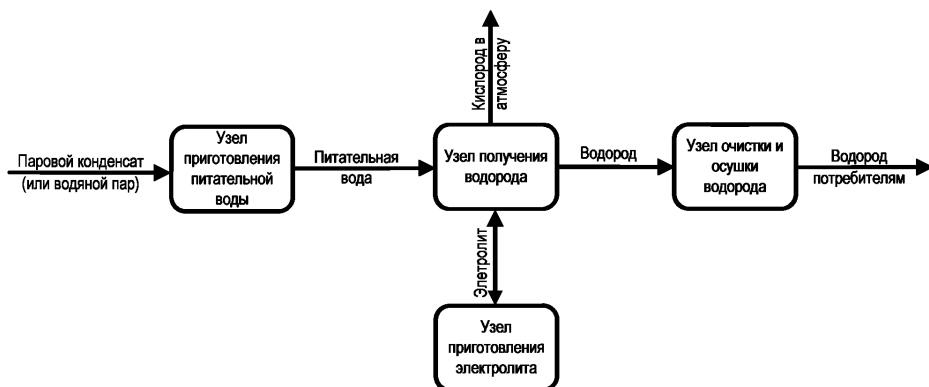 Кислород в
атмосферу
Узел
приготовления
питательной
воды
Паровой конденсат
(или водяной пар)
Питательная
вода
Узел получения
водорода
Водород
Узел очистки и
осушки
водорода
Водород
потребителям
Элетролит
Узел
приготовления
электролита